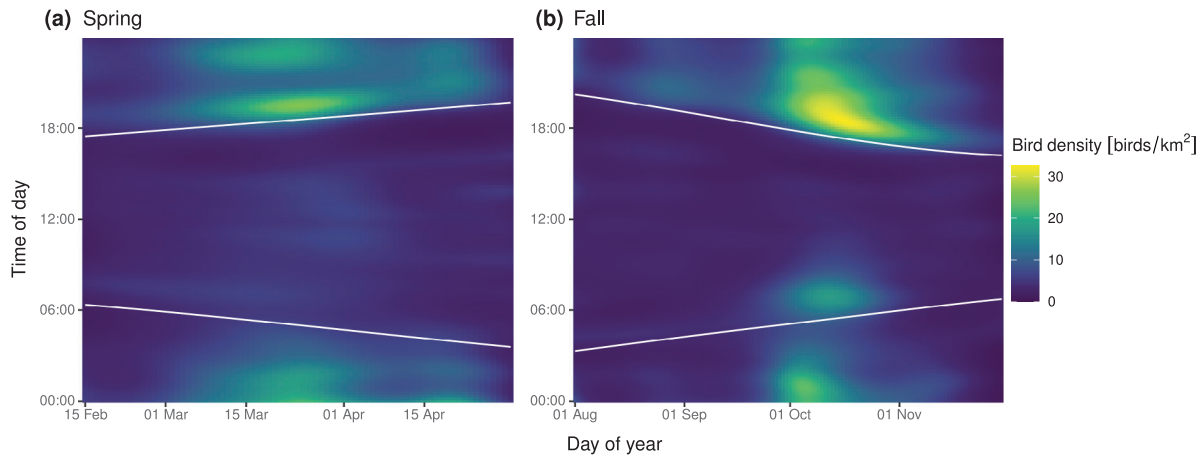 (a) Spring
(b) Fall
Time of day
18:00
12:00
06:00
00:00
15 Feb
01 Mar
15 Mar
01 Apr
15 Apr
18:00
12:00
06:00
00:00
01 Aug
01 Sep
01 Oct
01 Nov
Day of year
Bird density [birds/km²]
30
20
10
0